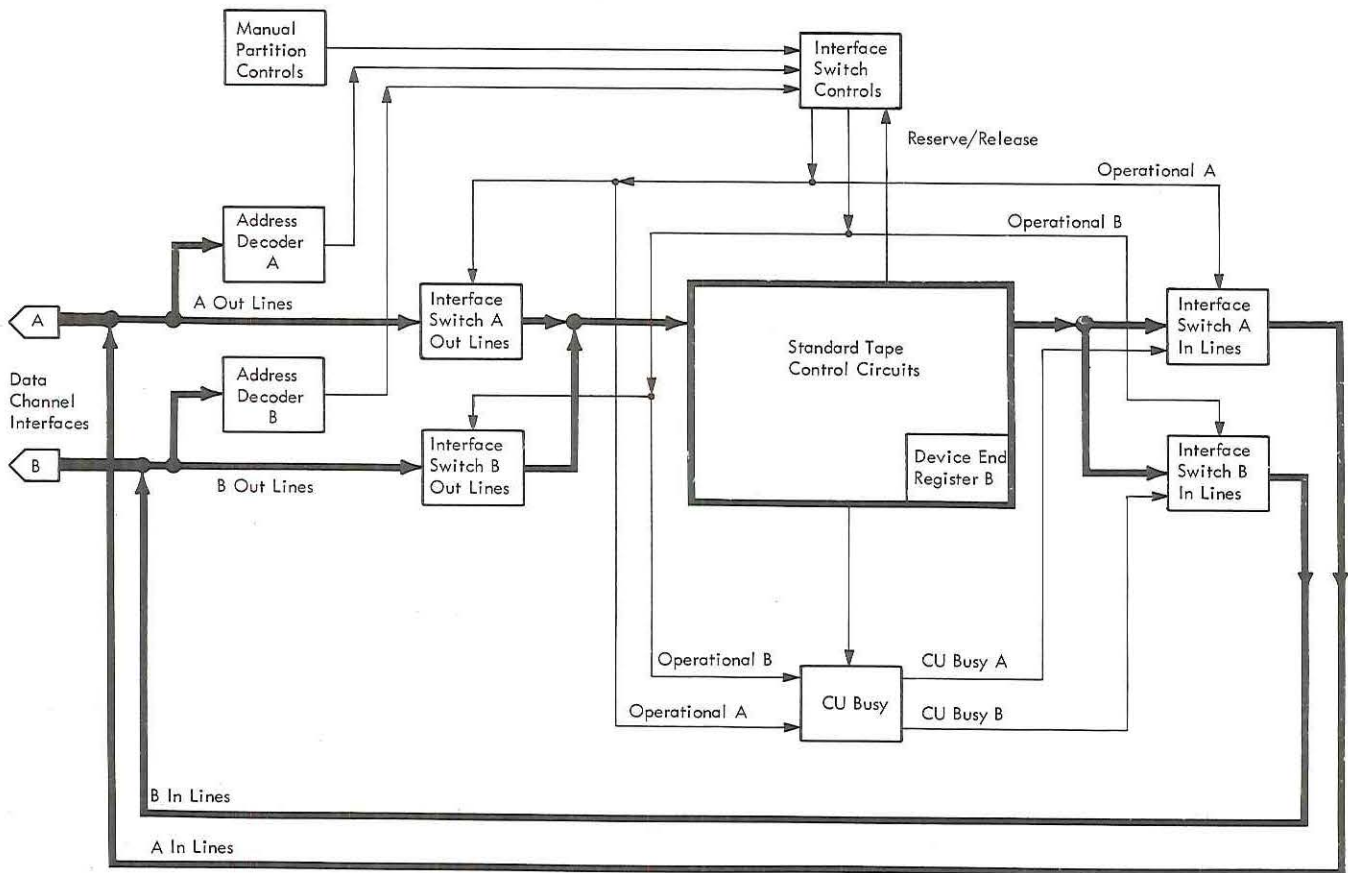 Manual
Partition
Controls
Interface
Switch
Controls
Reserve/Release
Operational A
Operational B
Address
Decoder
A
A Out Lines
Interface
Switch A
Out Lines
Standard Tape
Control Circuits
Interface
Switch A
In Lines
A
Data
Channel
Interfaces
Address
Decoder
B
B
B Out Lines
Interface
Switch B
Out Lines
Device End
Register B
Interface
Switch B
In Lines
Operational B
Operational A
CU Busy
CU Busy A
CU Busy B
B In Lines
A In Lines